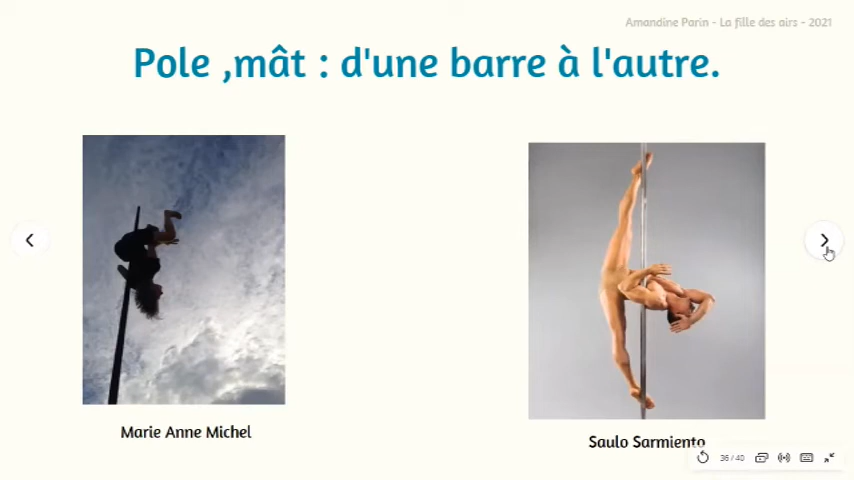 Amandine Parin - La fille des airs - 2021
Pole ,mât : d'une barre à l'autre.
Marie Anne Michel
Saulo Sarmiento
36 / 40